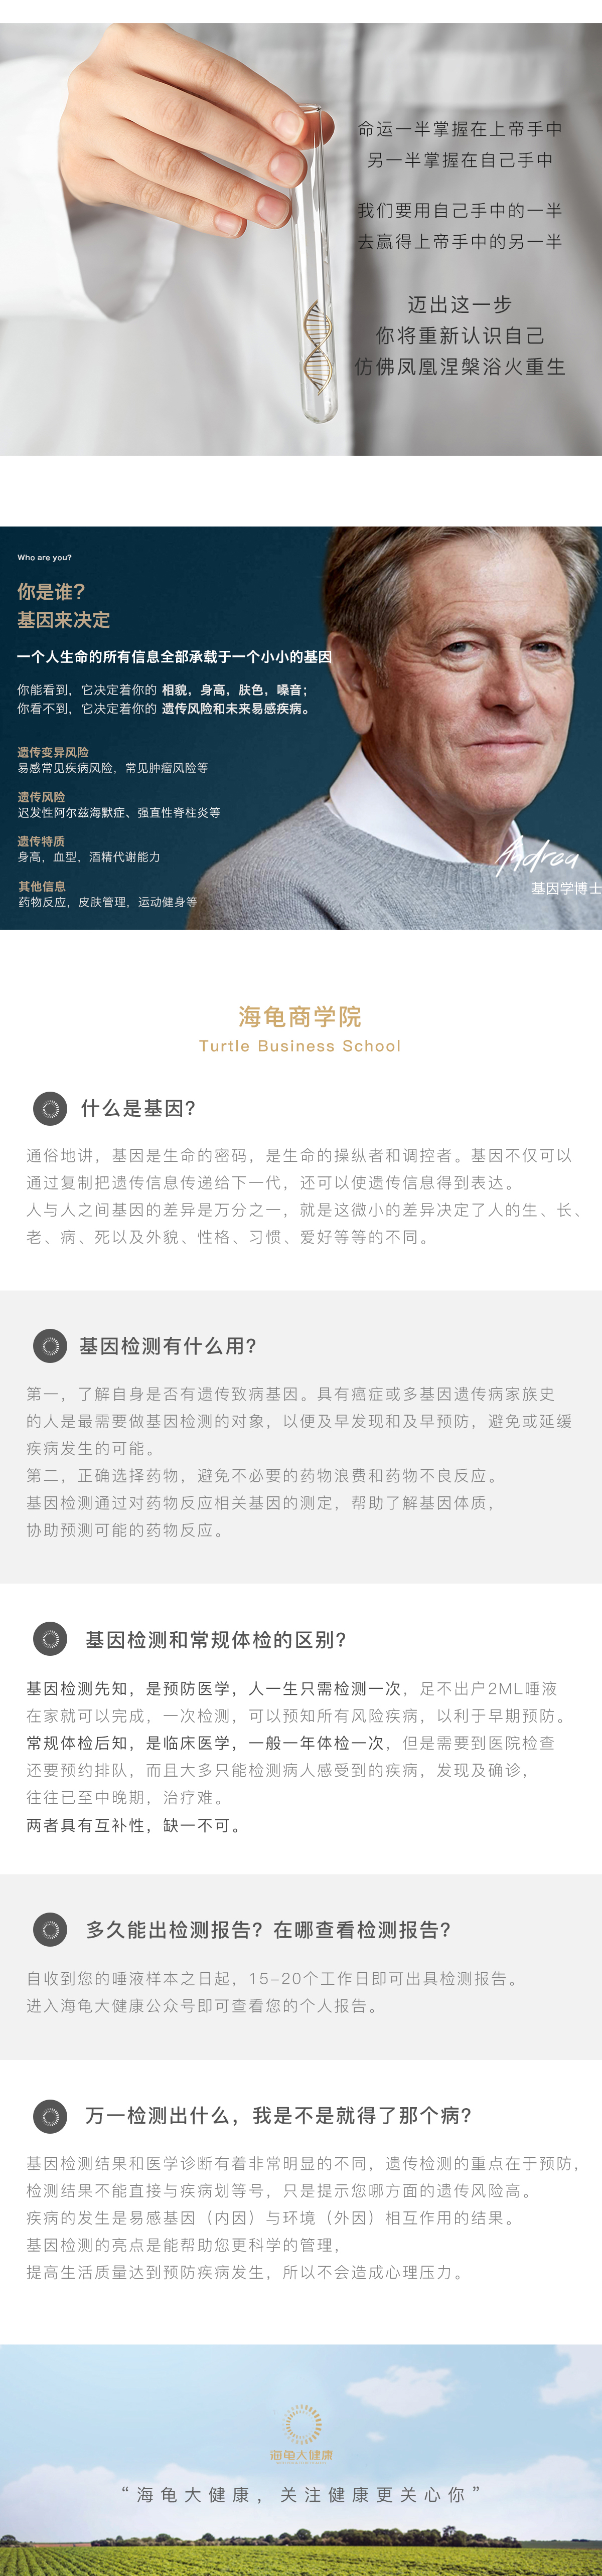 命运一半掌握在上帝手中
另一半掌握在自己手中
我们要用自己手中的一半
去赢得上帝手中的另一半
迈出这一步
你将重新认识自己
仿佛凤凰涅槃浴火重生
Who are you?
你是谁?
基因来决定
一个人生命的所有信息全部承载于一个小小的基因
你能看到，它决定着你的 相貌，身高，肤色，嗓音；
你看不到，它决定着你的 遗传风险和未来易感疾病。
遗传变异风险
易感常见疾病风险，常见肿瘤风险等
遗传风险
迟发性阿尔兹海默症、强直性脊柱炎等
遗传特质
身高，血型，酒精代谢能力
其他信息
药物反应，皮肤管理，运动健身等
Andrea
基因学博士
海龟商学院
Turtle Business School
什么是基因?
通俗地讲，基因是生命的密码，是生命的操纵者和调控者。基因不仅可以
通过复制把遗传信息传递给下一代，还可以使遗传信息得到表达。
人与人之间基因的差异是万分之一，就是这微小的差异决定了人的生、长、
老、病、死以及外貌、性格、习惯、爱好等等的不同。
基因检测有什么用?
第一，了解自身是否有遗传致病基因。具有癌症或多基因遗传病家族史
的人是最需要做基因检测的对象，以便及早发现和及早预防，避免或延缓
疾病发生的可能。
第二，正确选择药物，避免不必要的药物浪费和药物不良反应。
基因检测通过对药物反应相关基因的测定，帮助了解基因体质，
协助预测可能的药物反应。
基因检测和常规体检的区别?
基因检测先知，是预防医学，人一生只需检测一次，足不出户2ML唾液
在家就可以完成，一次检测，可以预知所有风险疾病，以利于早期预防。
常规体检后知，是临床医学，一般一年体检一次，但是需要到医院检查
还要预约排队，而且大多只能检测病人感受到的疾病，发现及确诊，
往往已至中晚期，治疗难。
两者具有互补性，缺一不可。
多久能出检测报告? 在哪查看检测报告?
自收到您的唾液样本之日起，15-20个工作日即可出具检测报告。
进入海龟大健康公众号即可查看您的个人报告。
万一检测出什么，我是不是就得了那个病?
基因检测结果和医学诊断有着非常明显的不同，遗传检测的重点在于预防，
检测结果不能直接与疾病划等号，只是提示您哪方面的遗传风险高。
疾病的发生是易感基因（内因）与环境（外因）相互作用的结果。
基因检测的亮点是能帮助您更科学的管理，
提高生活质量达到预防疾病发生，所以不会造成心理压力。
海龟大健康
“海龟大健康，关注健康更关心你”